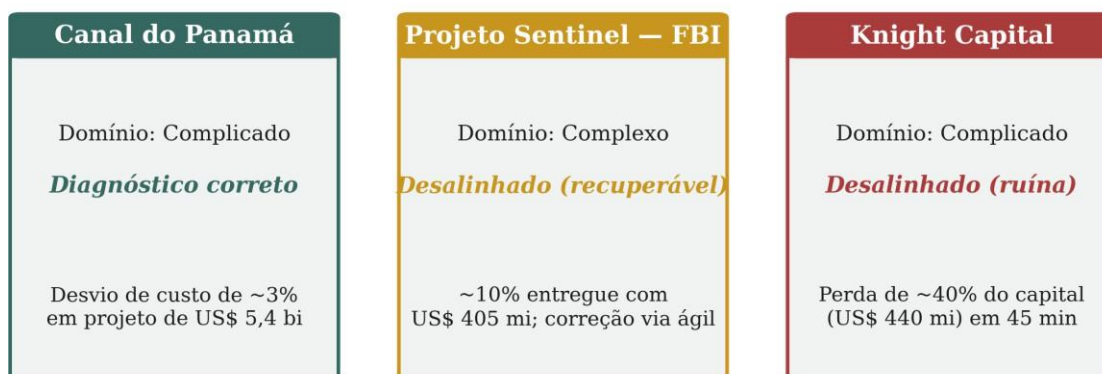 Canal do Panamá
Domínio: Complicado
Diagnóstico correto
Desvio de custo de ~3%
em projeto de US$ 5,4 bi
Projeto Sentinel — FBI
Domínio: Complexo
Desalinhado (recuperável)
~10% entregue com
US$ 405 mi; correção via ágil
Knight Capital
Domínio: Complicado
Desalinhado (ruína)
Perda de ~40% do capital
(US$ 440 mi) em 45 min